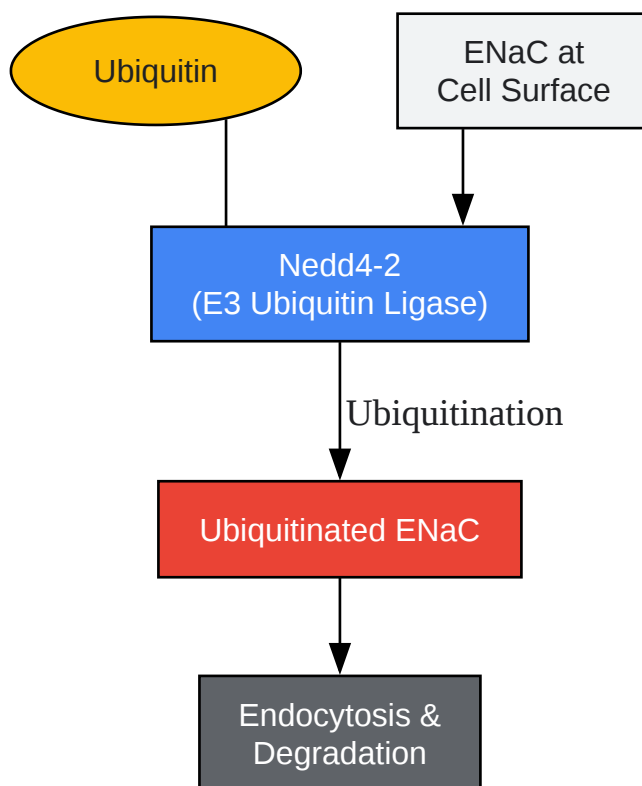 Ubiquitin
ENaC at
Cell Surface
Nedd4-2
(E3 Ubiquitin Ligase)
Ubiquitination
Ubiquitinated ENaC
Endocytosis &
Degradation